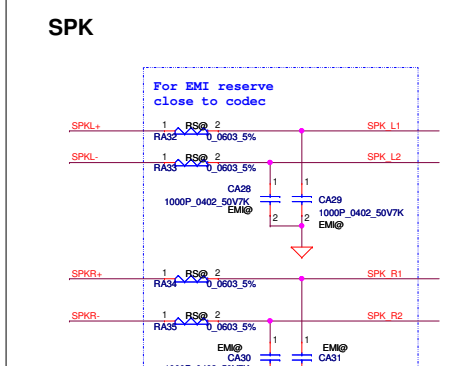 SPK
For EMI reserve
close to codec
SPKL+ 1 RS@ 2 SPK_L1
RA32 0_0603_5%
SPKL- 1 RS@ 2 SPK_L2
RA33 0_0603_5%
1 1
CA28 CA29
1000P_0402_50V7K 1000P_0402_50V7K
EMI@ 2 2 EMI@
SPKR+ 1 RS@ 2 SPK_R1
RA34 0_0603_5%
SPKR- 1 RS@ 2 SPK_R2
RA35 0_0603_5%
EMI@ 1 1 EMI@
CA30 CA31